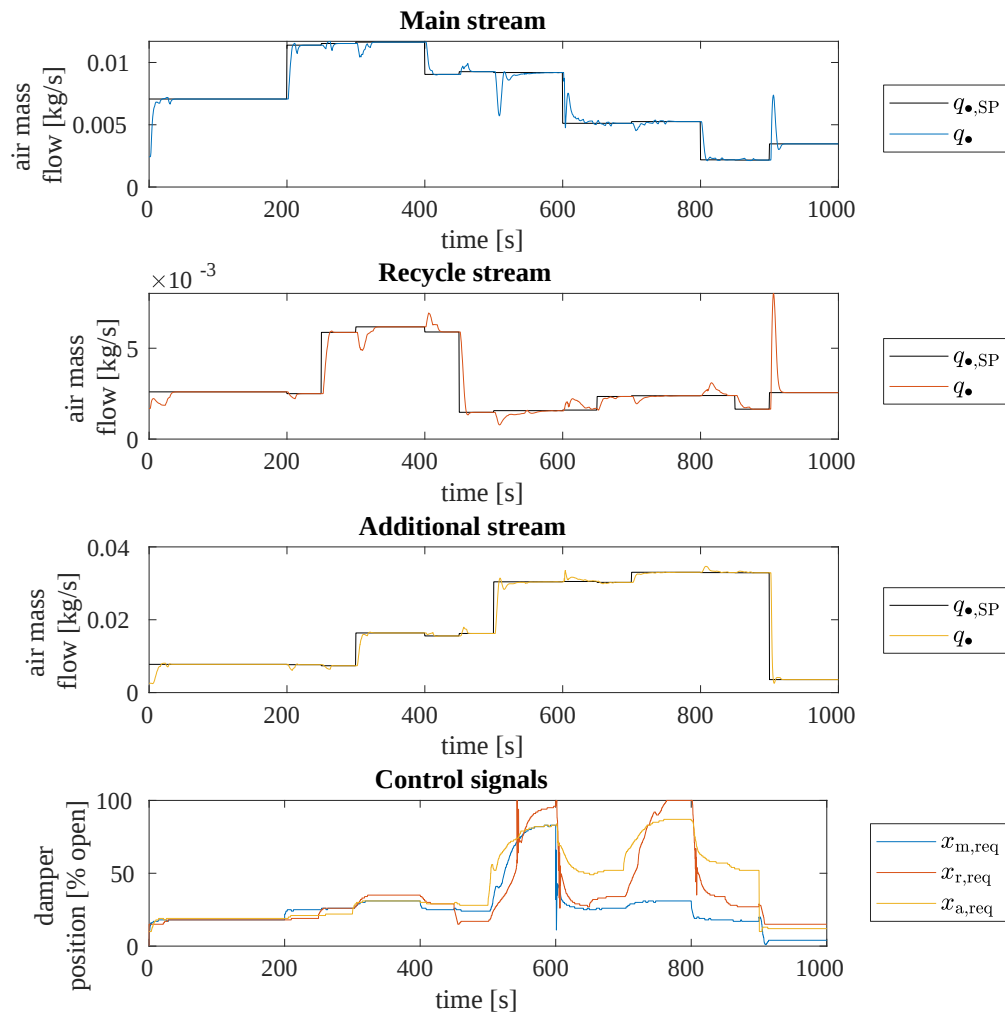 Main stream
0.01
0.005
0
air mass
flow [kg/s]
0 200 400 600 800 1000
time [s]
q•,SP
q•
Recycle stream
×10 -3
5
0
air mass
flow [kg/s]
0 200 400 600 800 1000
time [s]
q•,SP
q•
Additional stream
0.04
0.02
0
air mass
flow [kg/s]
0 200 400 600 800 1000
time [s]
q•,SP
q•
Control signals
100
50
0
damper
position [% open]
0 200 400 600 800 1000
time [s]
xm,req
xr,req
xa,req